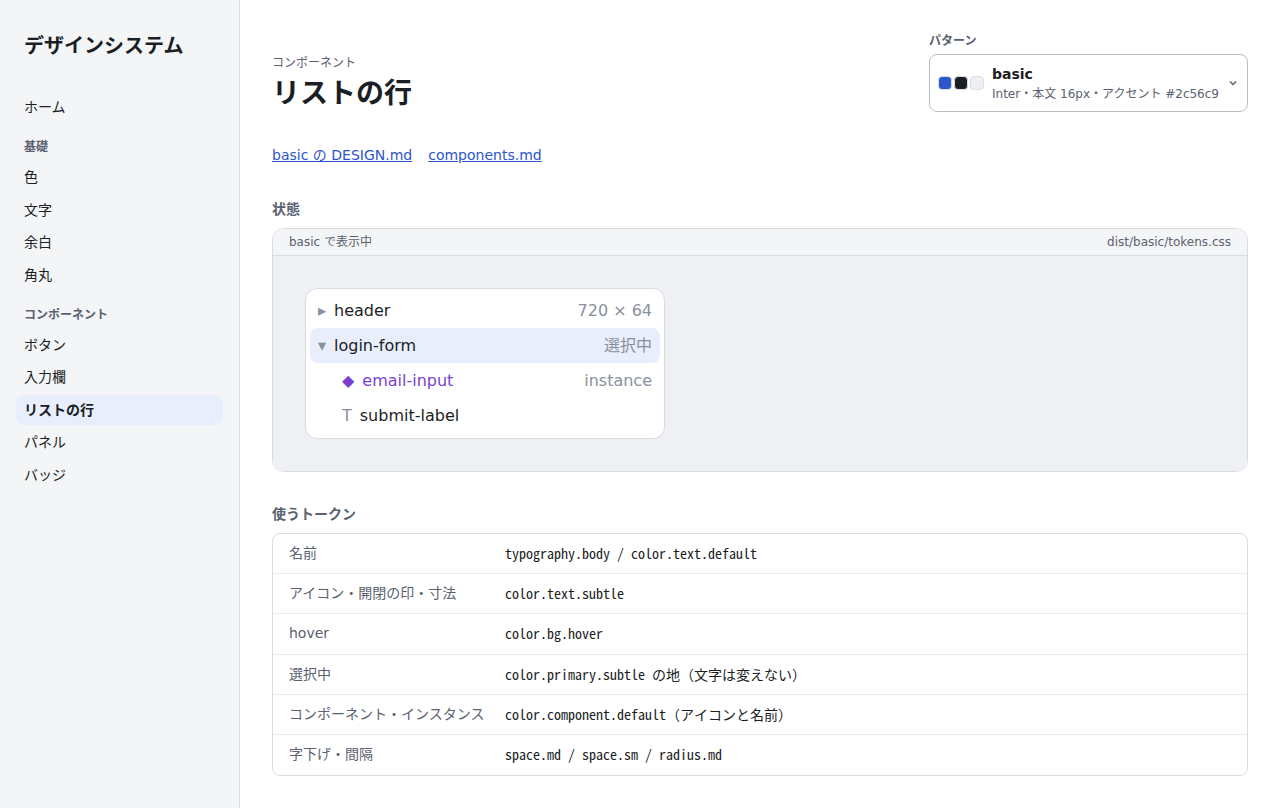 デザインシステム
ホーム
基礎
色
文字
余白
角丸
コンポーネント
ボタン
入力欄
リストの行
パネル
バッジ
コンポーネント
リストの行
パターン
basic
Inter・本文 16px・アクセント #2c56c9
basic の DESIGN.md components.md
状態
basic で表示中 dist/basic/tokens.css
▸ header 720 × 64
▾ login-form 選択中
◆ email-input instance
T submit-label
使うトークン
名前 typography.body / color.text.default
アイコン・開閉の印・寸法 color.text.subtle
hover color.bg.hover
選択中 color.primary.subtle の地（文字は変えない）
コンポーネント・インスタンス color.component.default（アイコンと名前）
字下げ・間隔 space.md / space.sm / radius.md